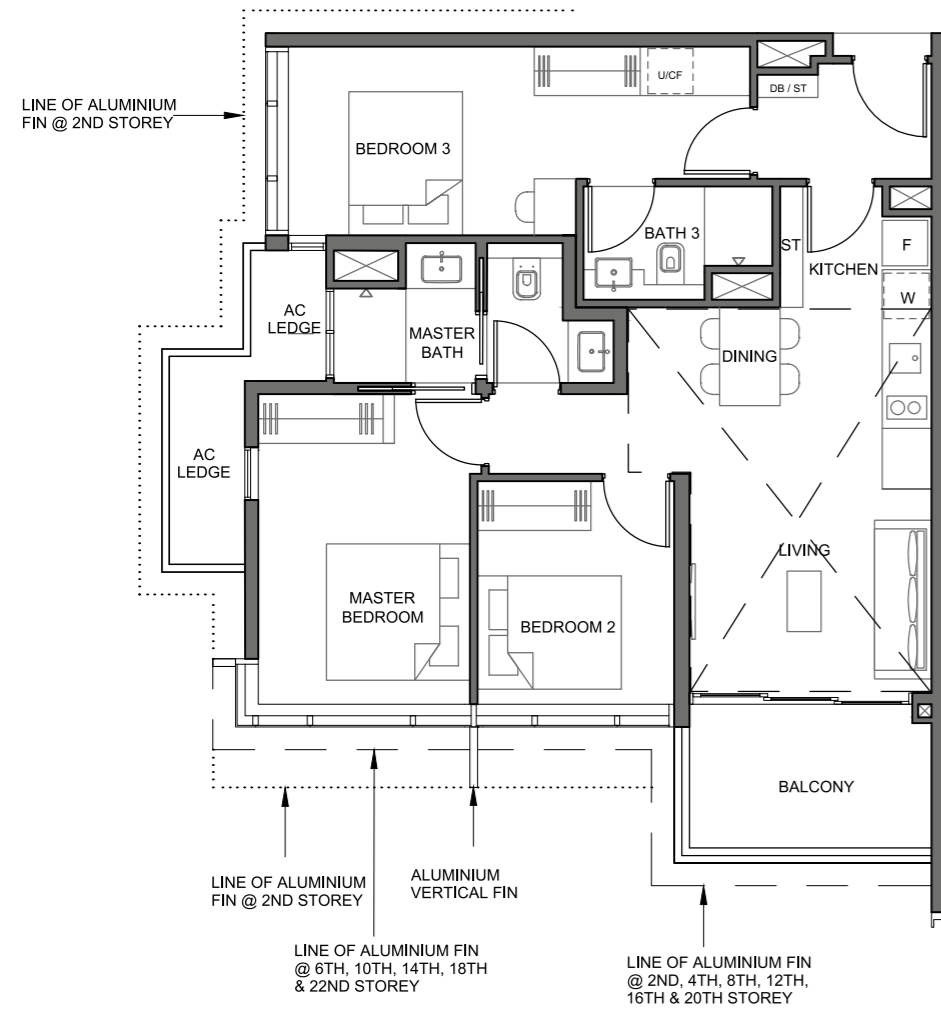 U/CF
DB / ST
LINE OF ALUMINIUM
FIN @ 2ND STOREY
BEDROOM 3
BATH 3
ST
KITCHEN
F
W
AC
LEDGE
MASTER
BATH
DINING
AC
LEDGE
LIVING
MASTER
BEDROOM
BEDROOM 2
BALCONY
LINE OF ALUMINIUM
FIN @ 2ND STOREY
ALUMINIUM
VERTICAL FIN
LINE OF ALUMINIUM FIN
@ 6TH, 10TH, 14TH, 18TH
& 22ND STOREY
LINE OF ALUMINIUM FIN
@ 2ND, 4TH, 8TH, 12TH,
16TH & 20TH STOREY